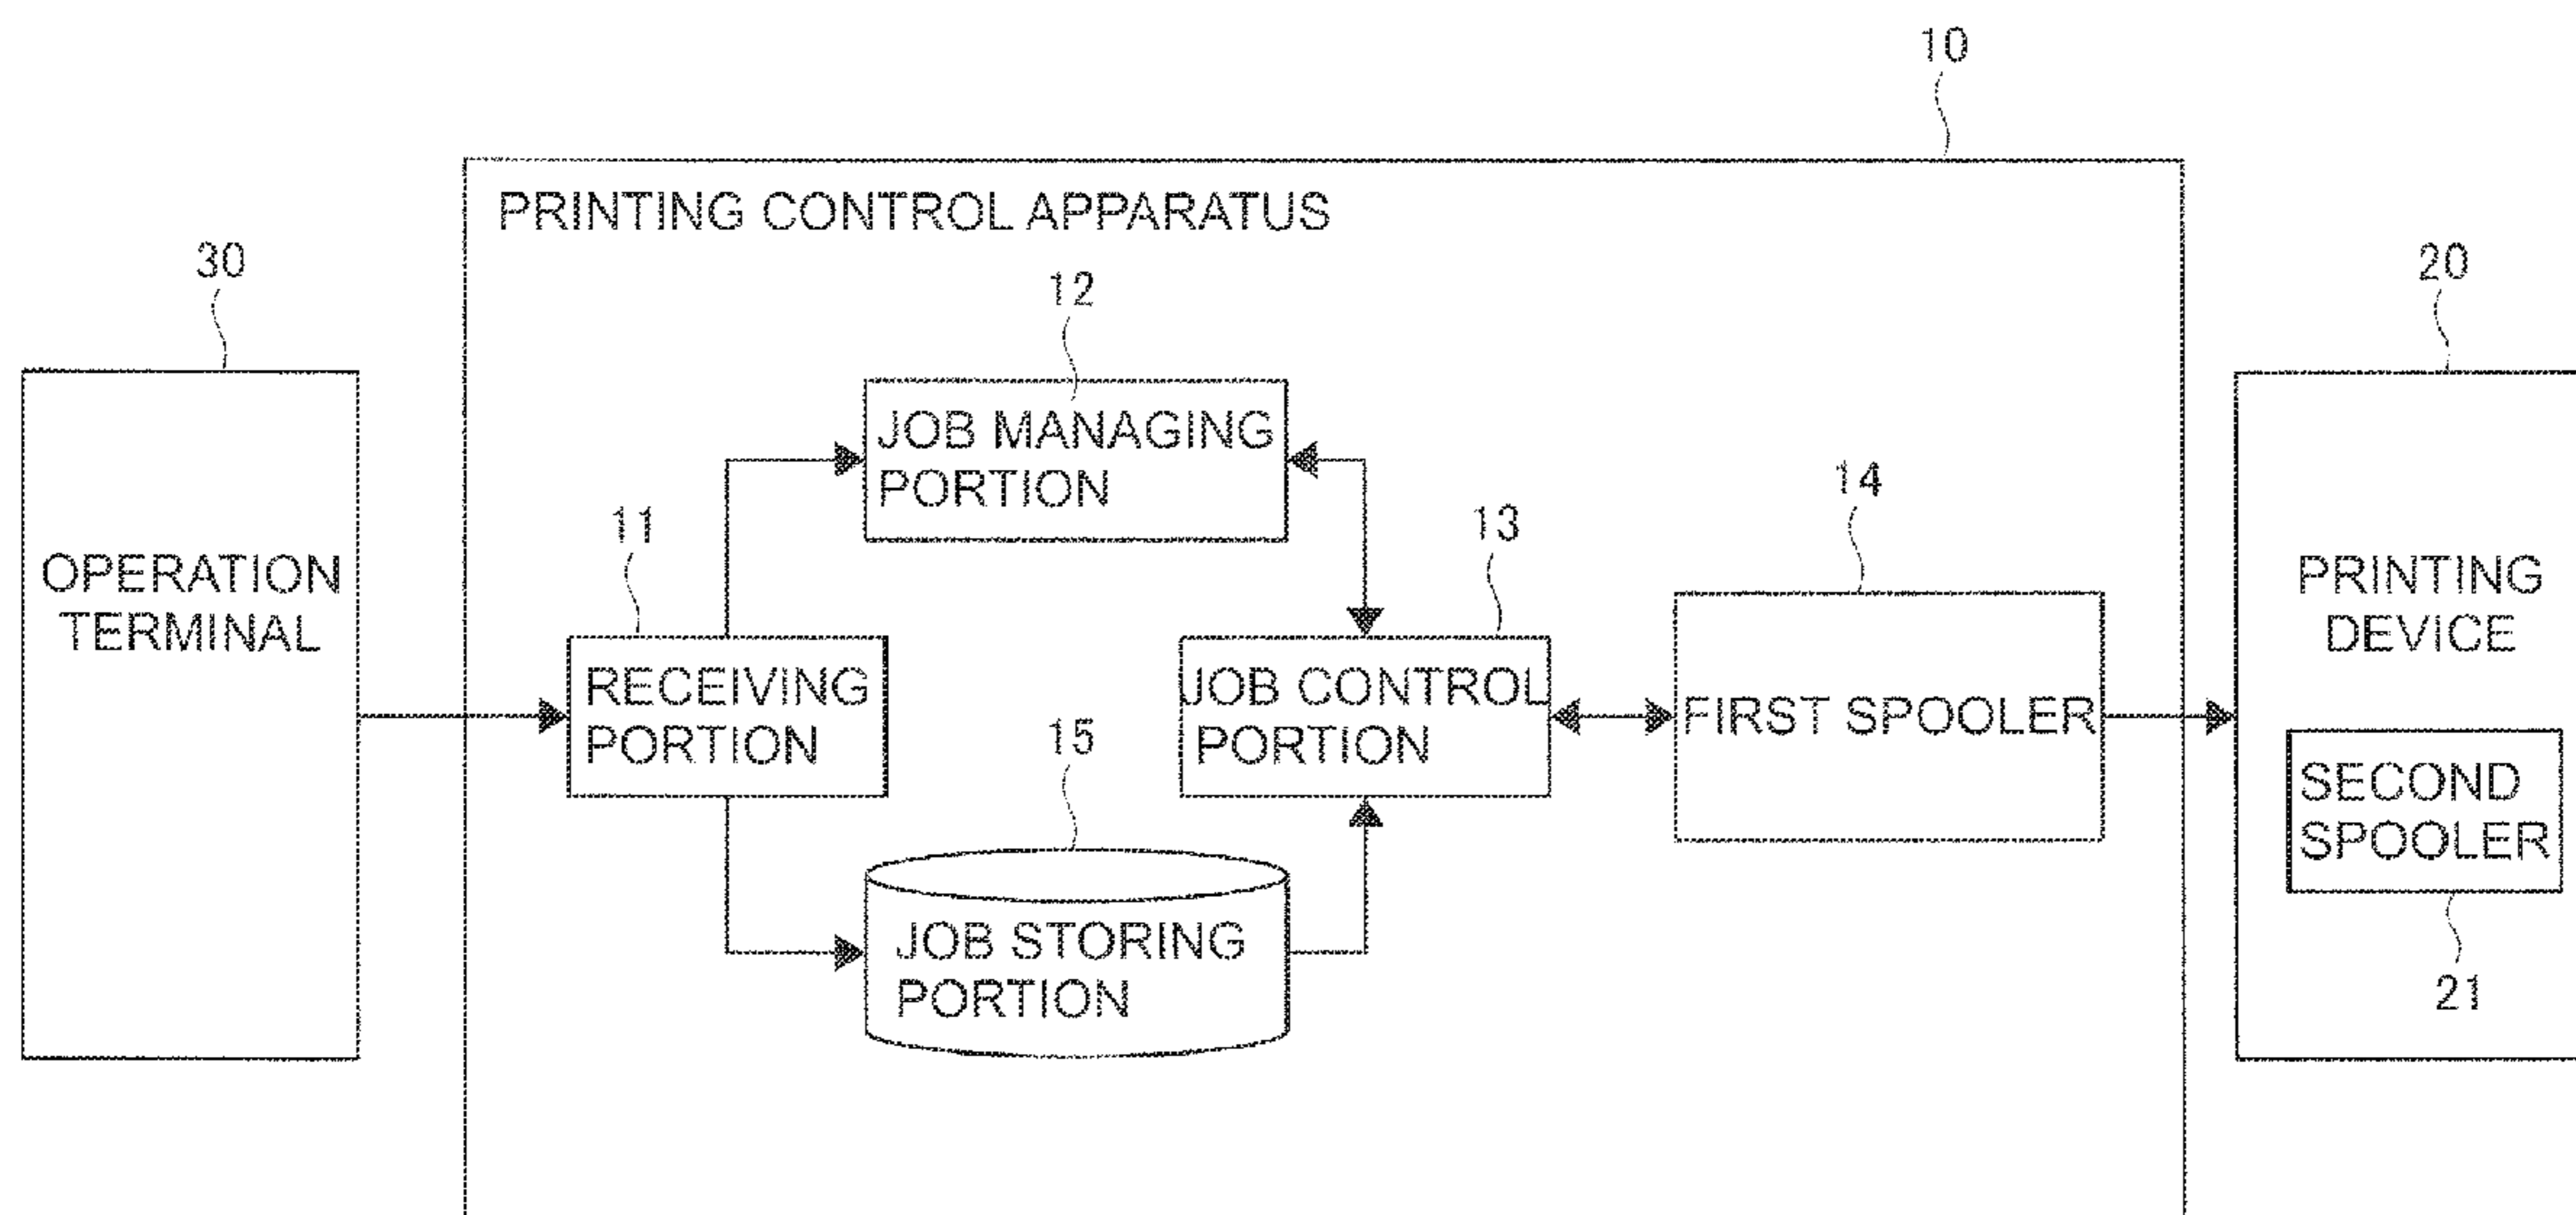 10
PRINTING CONTROL APPARATUS
30
12
20
JOB MANAGING
PORTION
14
11
13
OPERATION
TERMINAL
PRINTING
DEVICE
RECEIVING
PORTION
JOB CONTROL
PORTION
FIRST SPOOLER
15
SECOND
SPOOLER
JOB STORING
PORTION
21